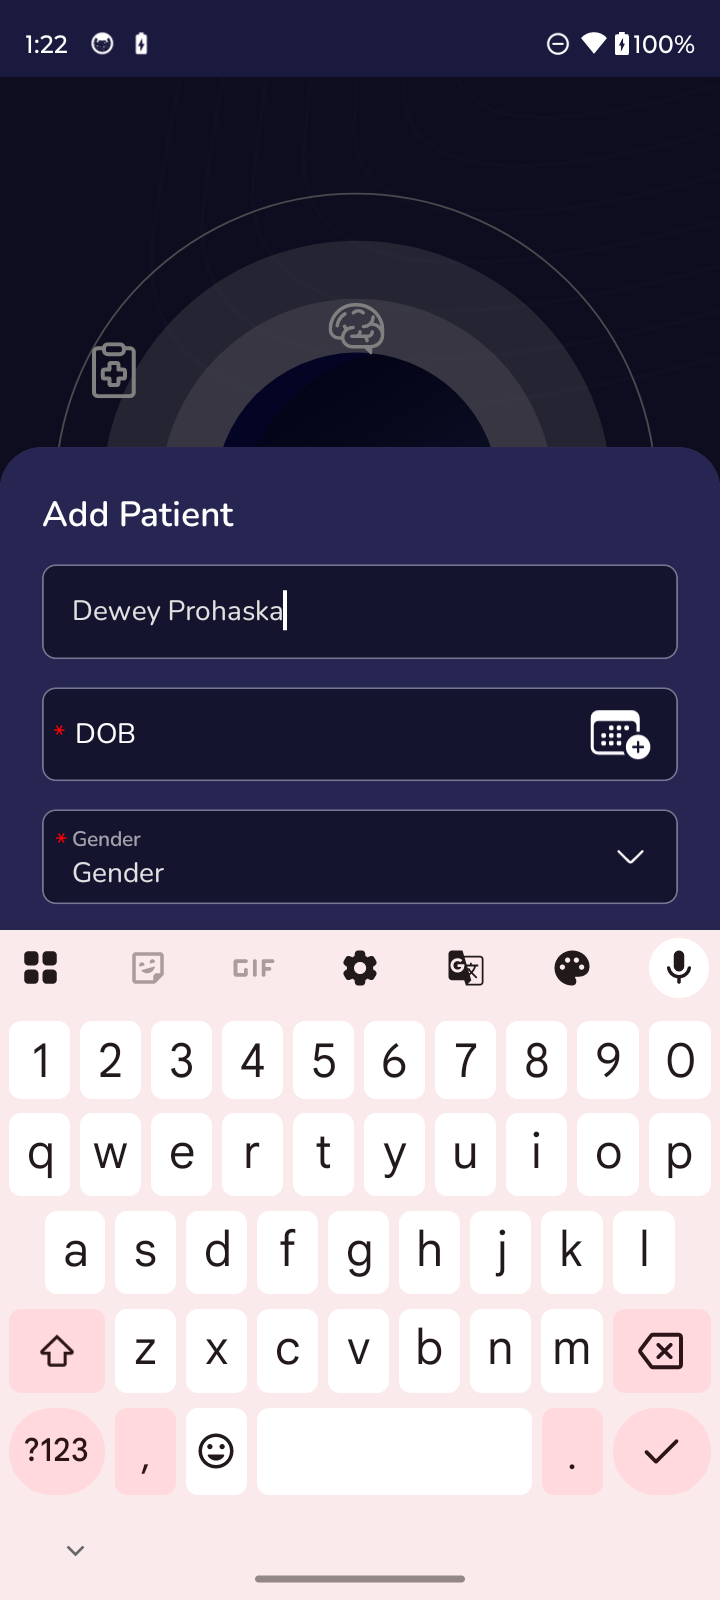 1:22 100%
Add Patient
Dewey Prohaska
* DOB
* Gender
Gender
GIF G
1 2 3 4 5 6 7 8 9 0
q w e r t y u i o p
a s d f g h j k l
z x c v b n m
?123 , .